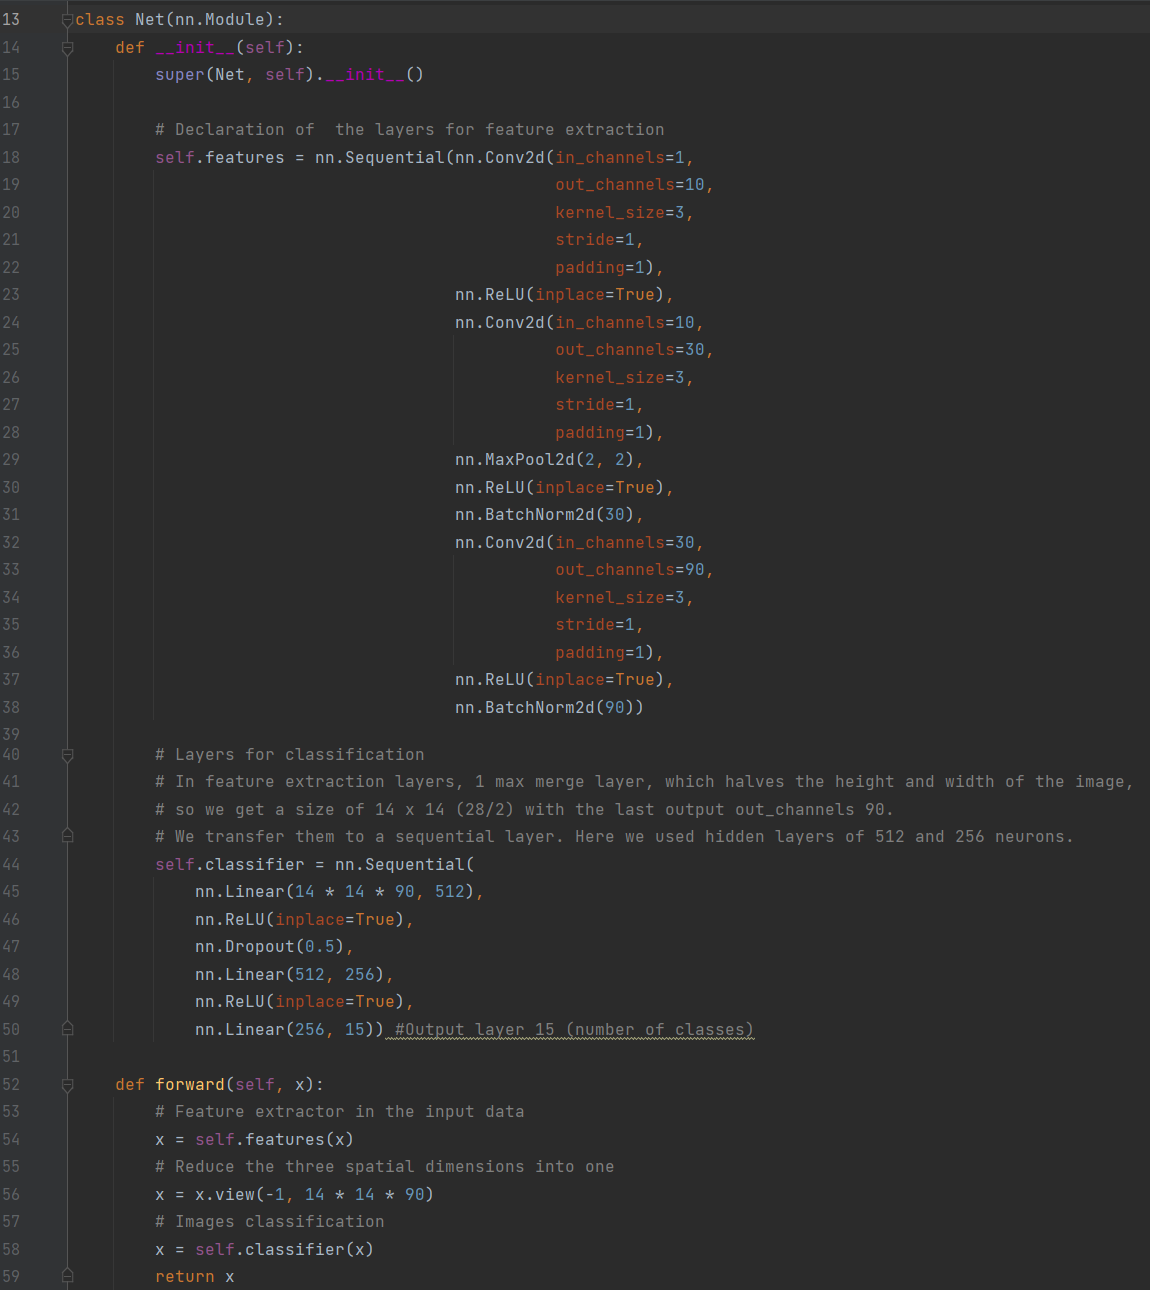 13 class Net(nn.Module):
14     def __init__(self):
15         super(Net, self).__init__()
16
17         # Declaration of  the layers for feature extraction
18         self.features = nn.Sequential(nn.Conv2d(in_channels=1,
19                                                 out_channels=10,
20                                                 kernel_size=3,
21                                                 stride=1,
22                                                 padding=1),
23                                       nn.ReLU(inplace=True),
24                                       nn.Conv2d(in_channels=10,
25                                                 out_channels=30,
26                                                 kernel_size=3,
27                                                 stride=1,
28                                                 padding=1),
29                                       nn.MaxPool2d(2, 2),
30                                       nn.ReLU(inplace=True),
31                                       nn.BatchNorm2d(30),
32                                       nn.Conv2d(in_channels=30,
33                                                 out_channels=90,
34                                                 kernel_size=3,
35                                                 stride=1,
36                                                 padding=1),
37                                       nn.ReLU(inplace=True),
38                                       nn.BatchNorm2d(90))
39
40         # Layers for classification
41         # In feature extraction layers, 1 max merge layer, which halves the height and width of the image,
42         # so we get a size of 14 x 14 (28/2) with the last output out_channels 90.
43         # We transfer them to a sequential layer. Here we used hidden layers of 512 and 256 neurons.
44         self.classifier = nn.Sequential(
45             nn.Linear(14 * 14 * 90, 512),
46             nn.ReLU(inplace=True),
47             nn.Dropout(0.5),
48             nn.Linear(512, 256),
49             nn.ReLU(inplace=True),
50             nn.Linear(256, 15)) #Output layer 15 (number of classes)
51
52     def forward(self, x):
53         # Feature extractor in the input data
54         x = self.features(x)
55         # Reduce the three spatial dimensions into one
56         x = x.view(-1, 14 * 14 * 90)
57         # Images classification
58         x = self.classifier(x)
59         return x